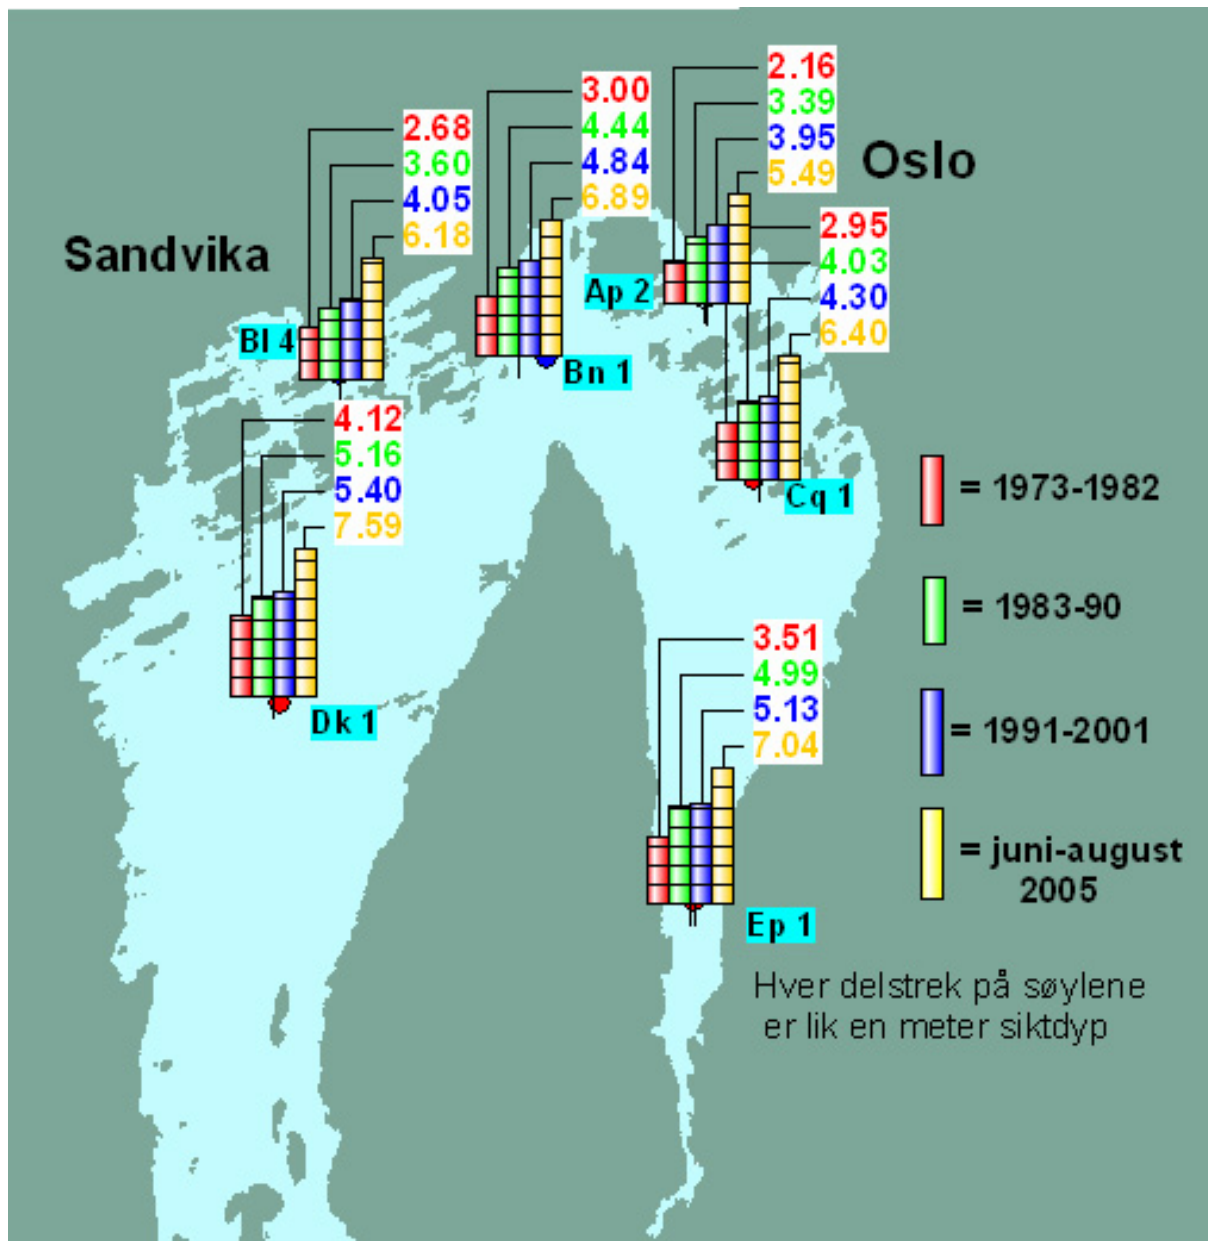 2.16
3.39
3.95
5.49
Oslo
3.00
4.44
4.84
6.89
2.68
3.60
4.05
6.18
Sandvika
2.95
4.03
4.30
6.40
Ap 2
Bl 4
Bn 1
4.12
5.16
5.40
7.59
Cq 1
= 1973-1982
= 1983-90
= 1991-2001
= juni-august
2005
3.51
4.99
5.13
7.04
Dk 1
Ep 1
Hver delstrek på søylene
er lik en meter siktdyp